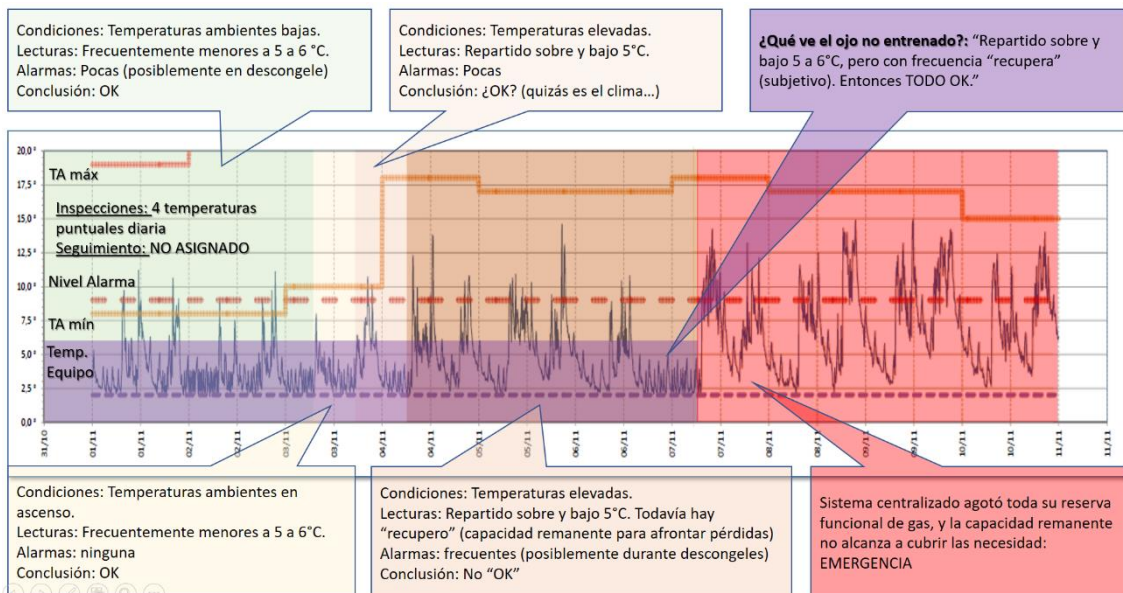 Condiciones: Temperaturas ambientes bajas.
Lecturas: Frecuentemente menores a 5 a 6 °C.
Alarmas: Pocas (posiblemente en descongele)
Conclusión: OK
Condiciones: Temperaturas elevadas.
Lecturas: Repartido sobre y bajo 5°C.
Alarmas: Pocas
Conclusión: ¿OK? (quizás es el clima...)
¿Qué ve el ojo no entrenado?: “Repartido sobre y
bajo 5 a 6°C, pero con frecuencia “recupera”
(subjetivo). Entonces TODO OK.”
20,0
17,5
15,0
12,5
10,0
7,5
5,0
2,5
0,0
TA máx
Inspecciones: 4 temperaturas
puntuales diaria
Seguimiento: NO ASIGNADO
Nivel Alarma
TA mín
Temp.
Equipo
31/10
01/11
01/11
02/11
02/11
03/11
03/11
04/11
04/11
05/11
05/11
06/11
06/11
07/11
07/11
08/11
08/11
09/11
09/11
10/11
10/11
11/11
11/11
Condiciones: Temperaturas ambientes en
ascenso.
Lecturas: Frecuentemente menores a 5 a 6°C.
Alarmas: ninguna
Conclusión: OK
Condiciones: Temperaturas elevadas.
Lecturas: Repartido sobre y bajo 5°C. Todavía hay
“recupero” (capacidad remanente para afrontar pérdidas)
Alarmas: frecuentes (posiblemente durante descongeles)
Conclusión: No “OK”
Sistema centralizado agotó toda su reserva
funcional de gas, y la capacidad remanente
no alcanza a cubrir las necesidad:
EMERGENCIA